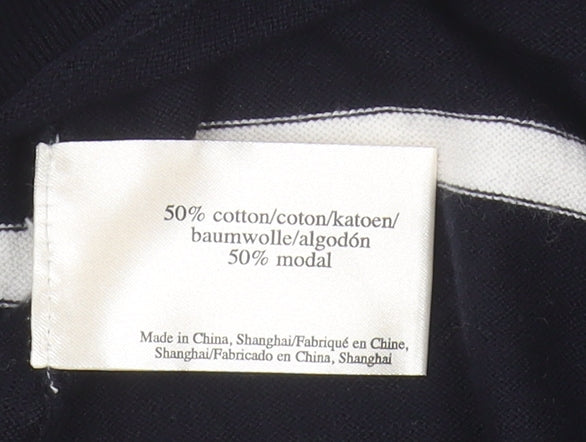 50% cotton/coton/katoen/
baumwolle/algodón
50% modal
Made in China, Shanghai/Fabriqué en Chine,
Shanghai/Fabricado en China, Shanghai